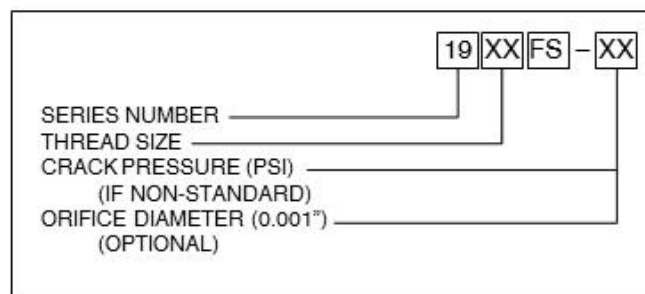 19 XX FS – XX
SERIES NUMBER
THREAD SIZE
CRACK PRESSURE (PSI)
(IF NON-STANDARD)
ORIFICE DIAMETER (0.001")
(OPTIONAL)